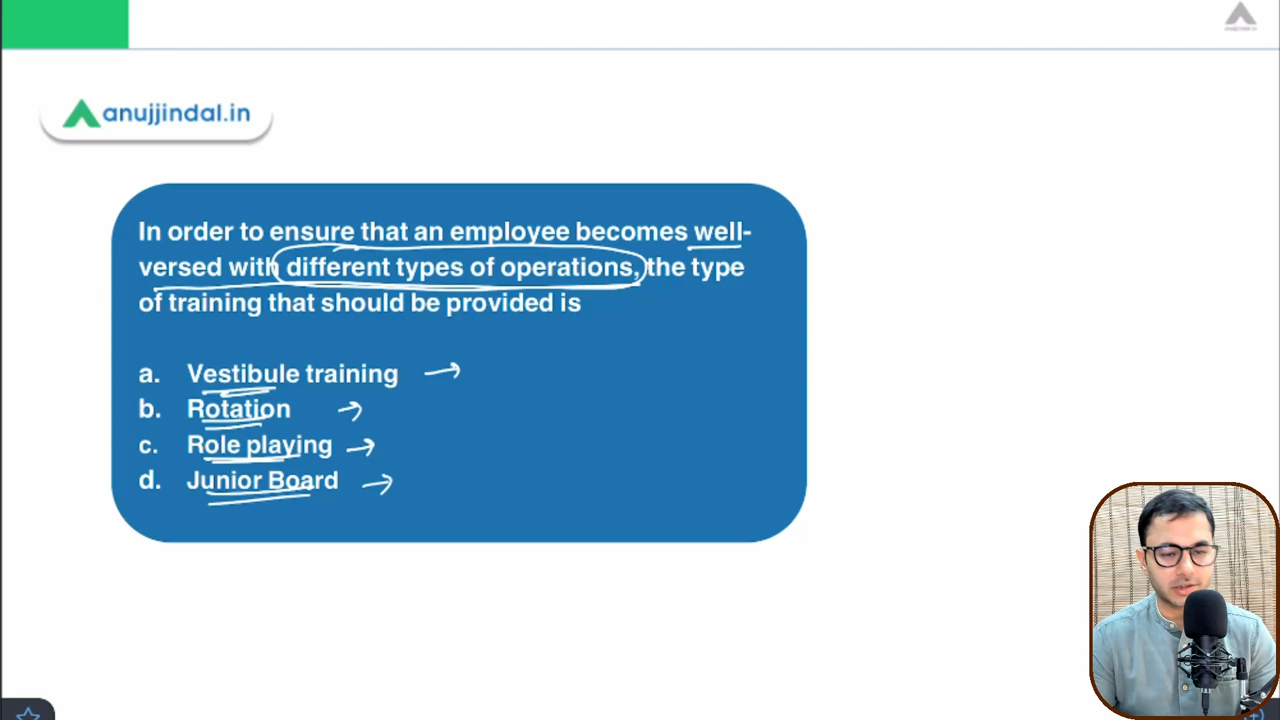 anujjindal.in
In order to ensure that an employee becomes well-
versed with different types of operations, the type
of training that should be provided is
a. Vestibule training
b. Rotation
c. Role playing
d. Junior Board